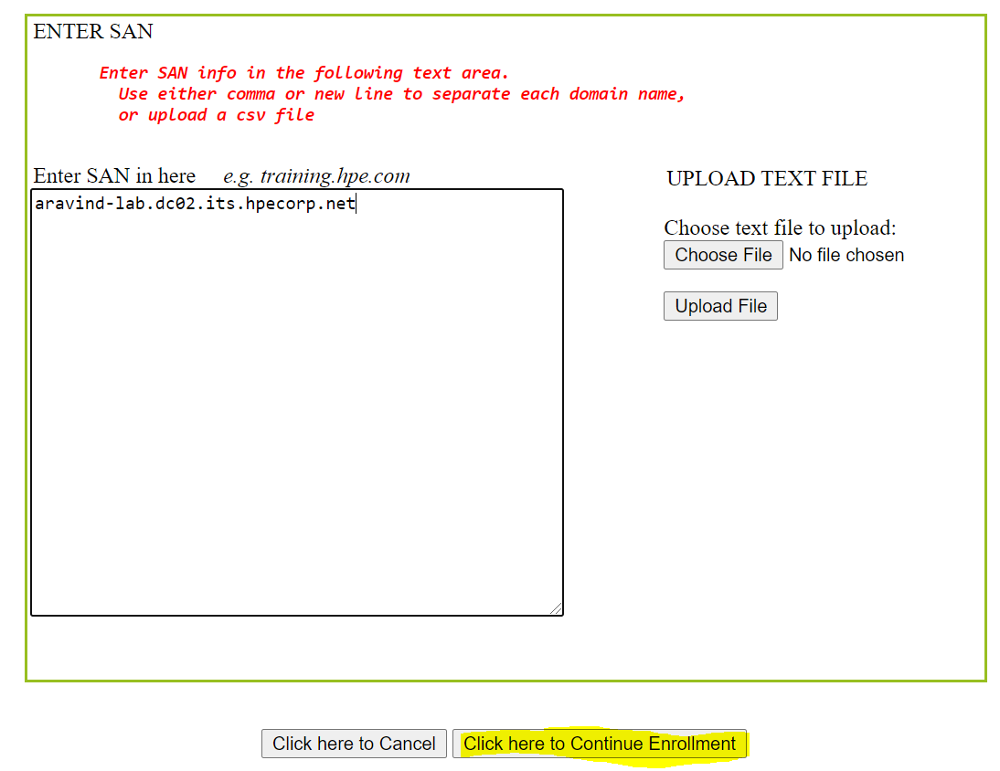 ENTER SAN
Enter SAN info in the following text area.
Use either comma or new line to separate each domain name,
or upload a csv file
Enter SAN in here e.g. training.hpe.com
aravind-lab.dc02.its.hpecorp.net
UPLOAD TEXT FILE
Choose text file to upload:
Choose File No file chosen
Upload File
Click here to Cancel Click here to Continue Enrollment